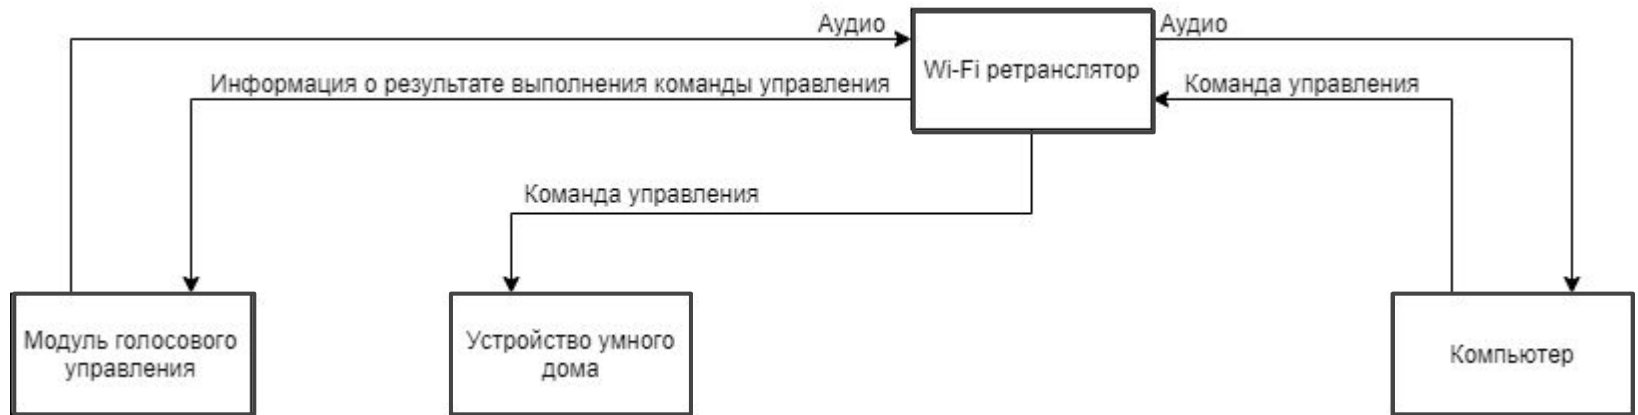 Аудио
Аудио
Wi-Fi ретранслятор
Информация о результате выполнения команды управления
Команда управления
Команда управления
Модуль голосового
управления
Устройство умного
дома
Компьютер